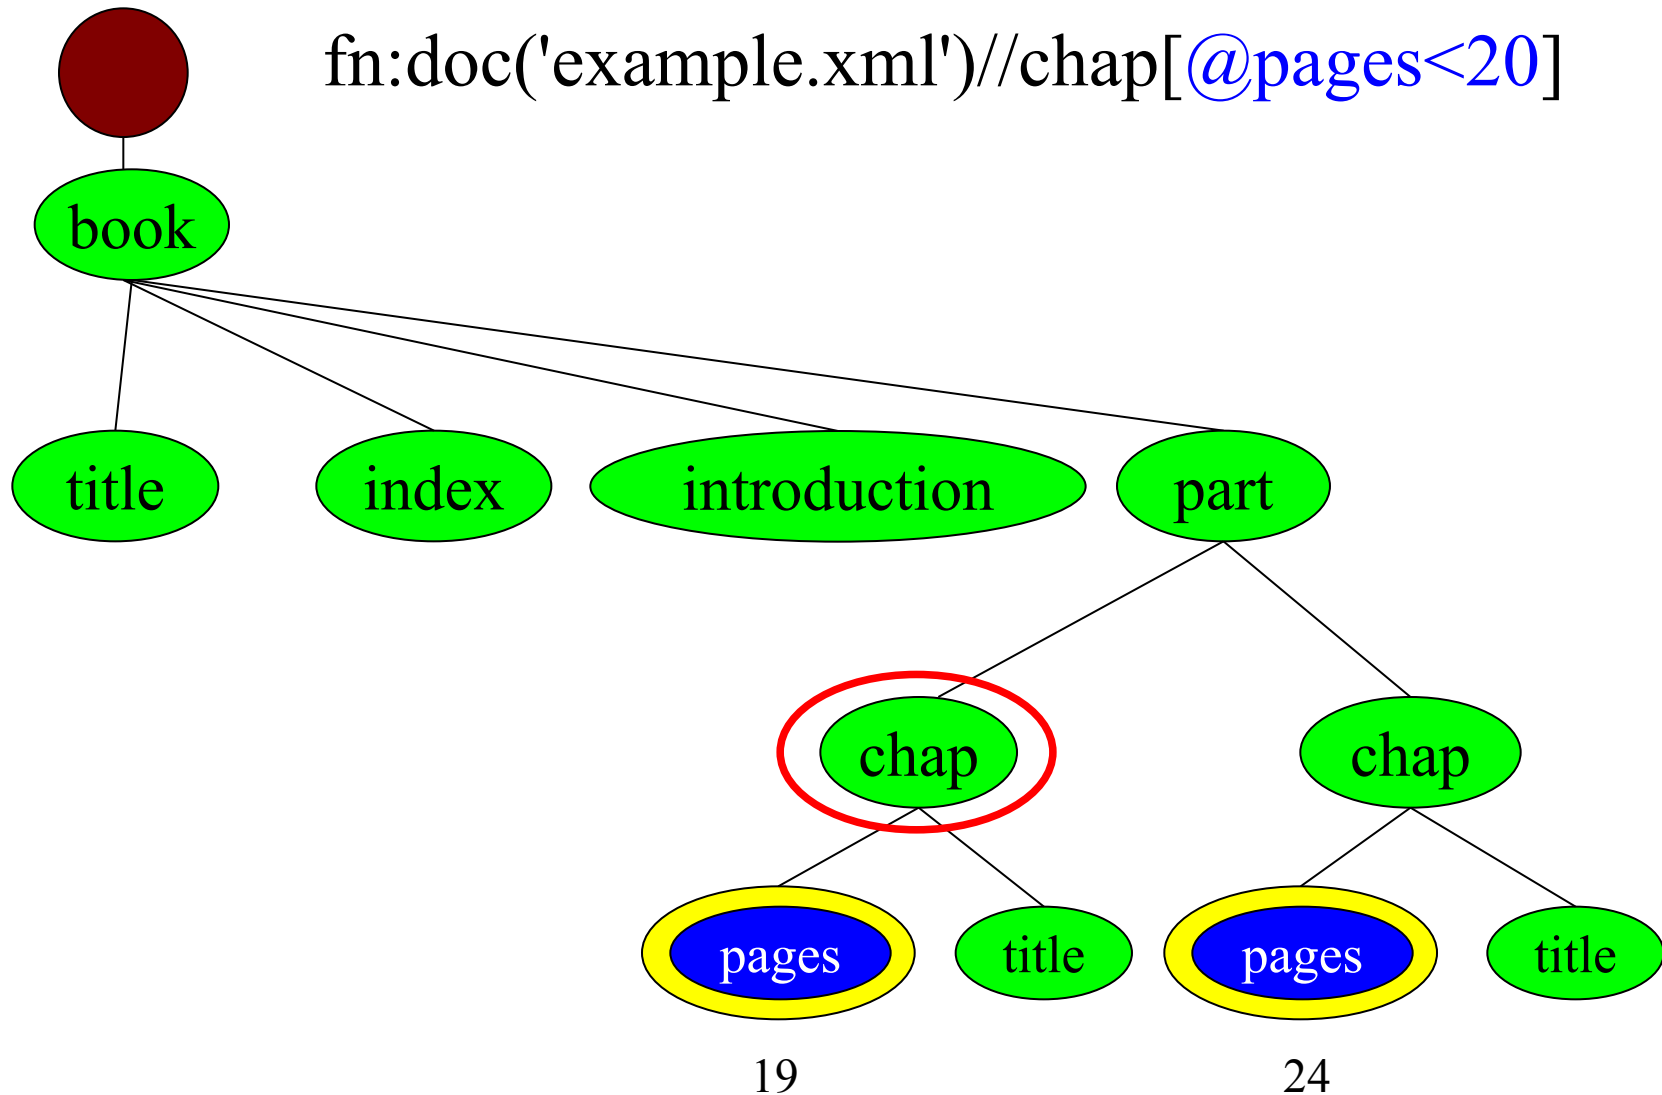 fn:doc('example.xml')//chap[@pages<20]
book
title index introduction part
chap chap
pages title pages title
19 24